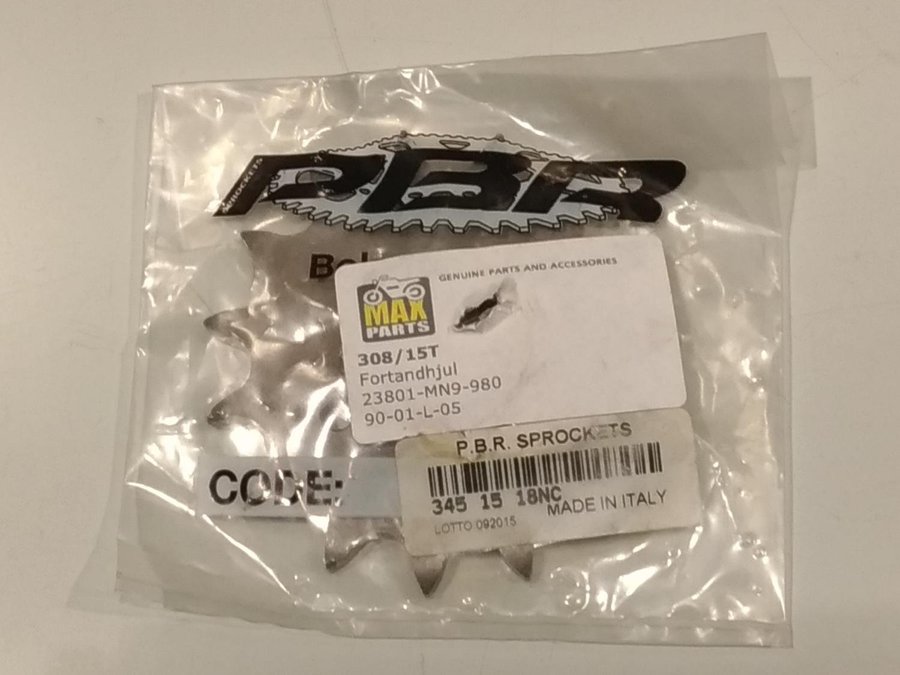 SPROCKETS
PBR
GENUINE PARTS AND ACCESSORIES
MAX
PARTS
308/15T
Fortandhjul
23801-MN9-980
90-01-L-05
CODE:
P.B.R. SPROCKETS
345 15 18NC
MADE IN ITALY
LOTTO 092015